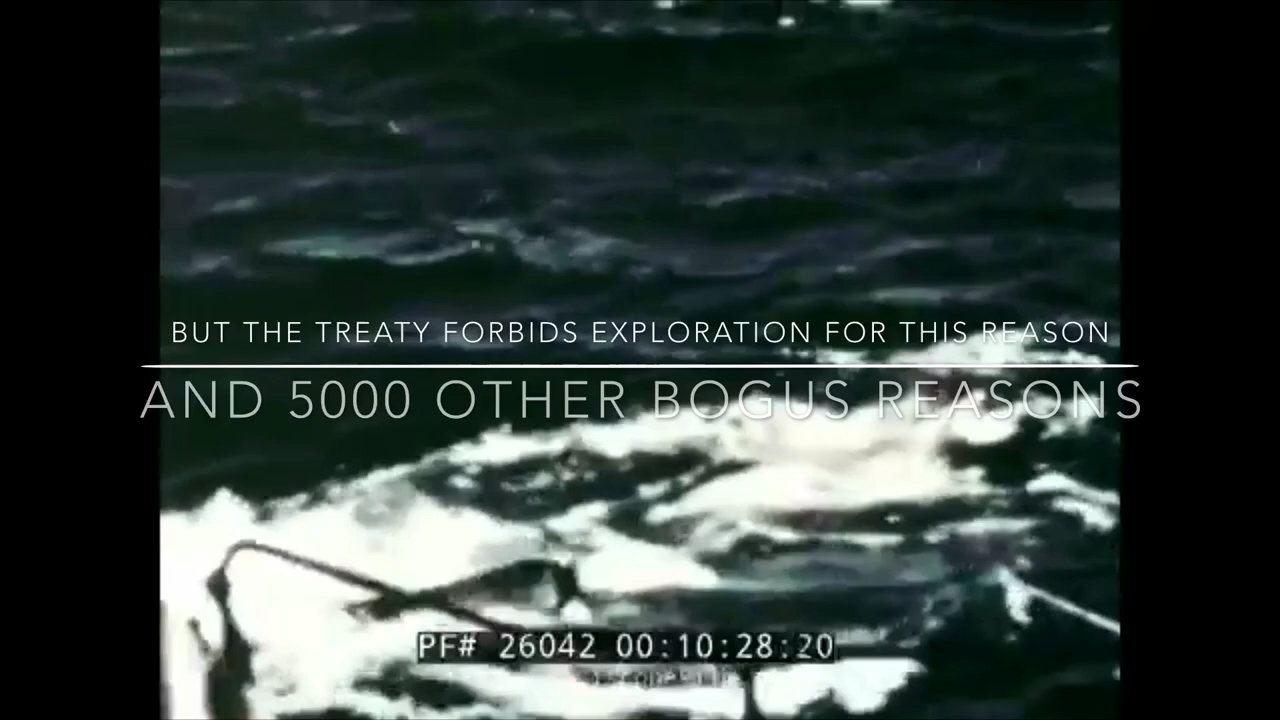 BUT THE TREATY FORBIDS EXPLORATION FOR THIS REASON
AND 5000 OTHER BOGUS REASONS
PF# 26042 00:10:28:20